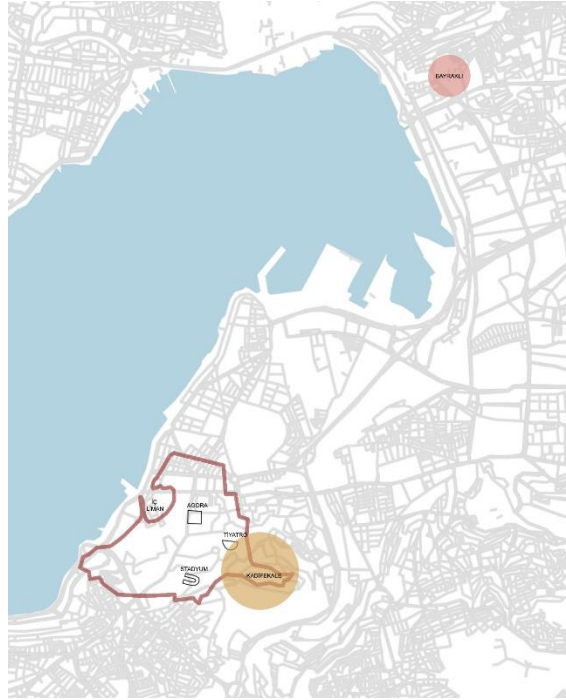 BAYRAKLI
İÇ
LİMAN
AGORA
TİYATRO
STADYUM
KADİFEKALE